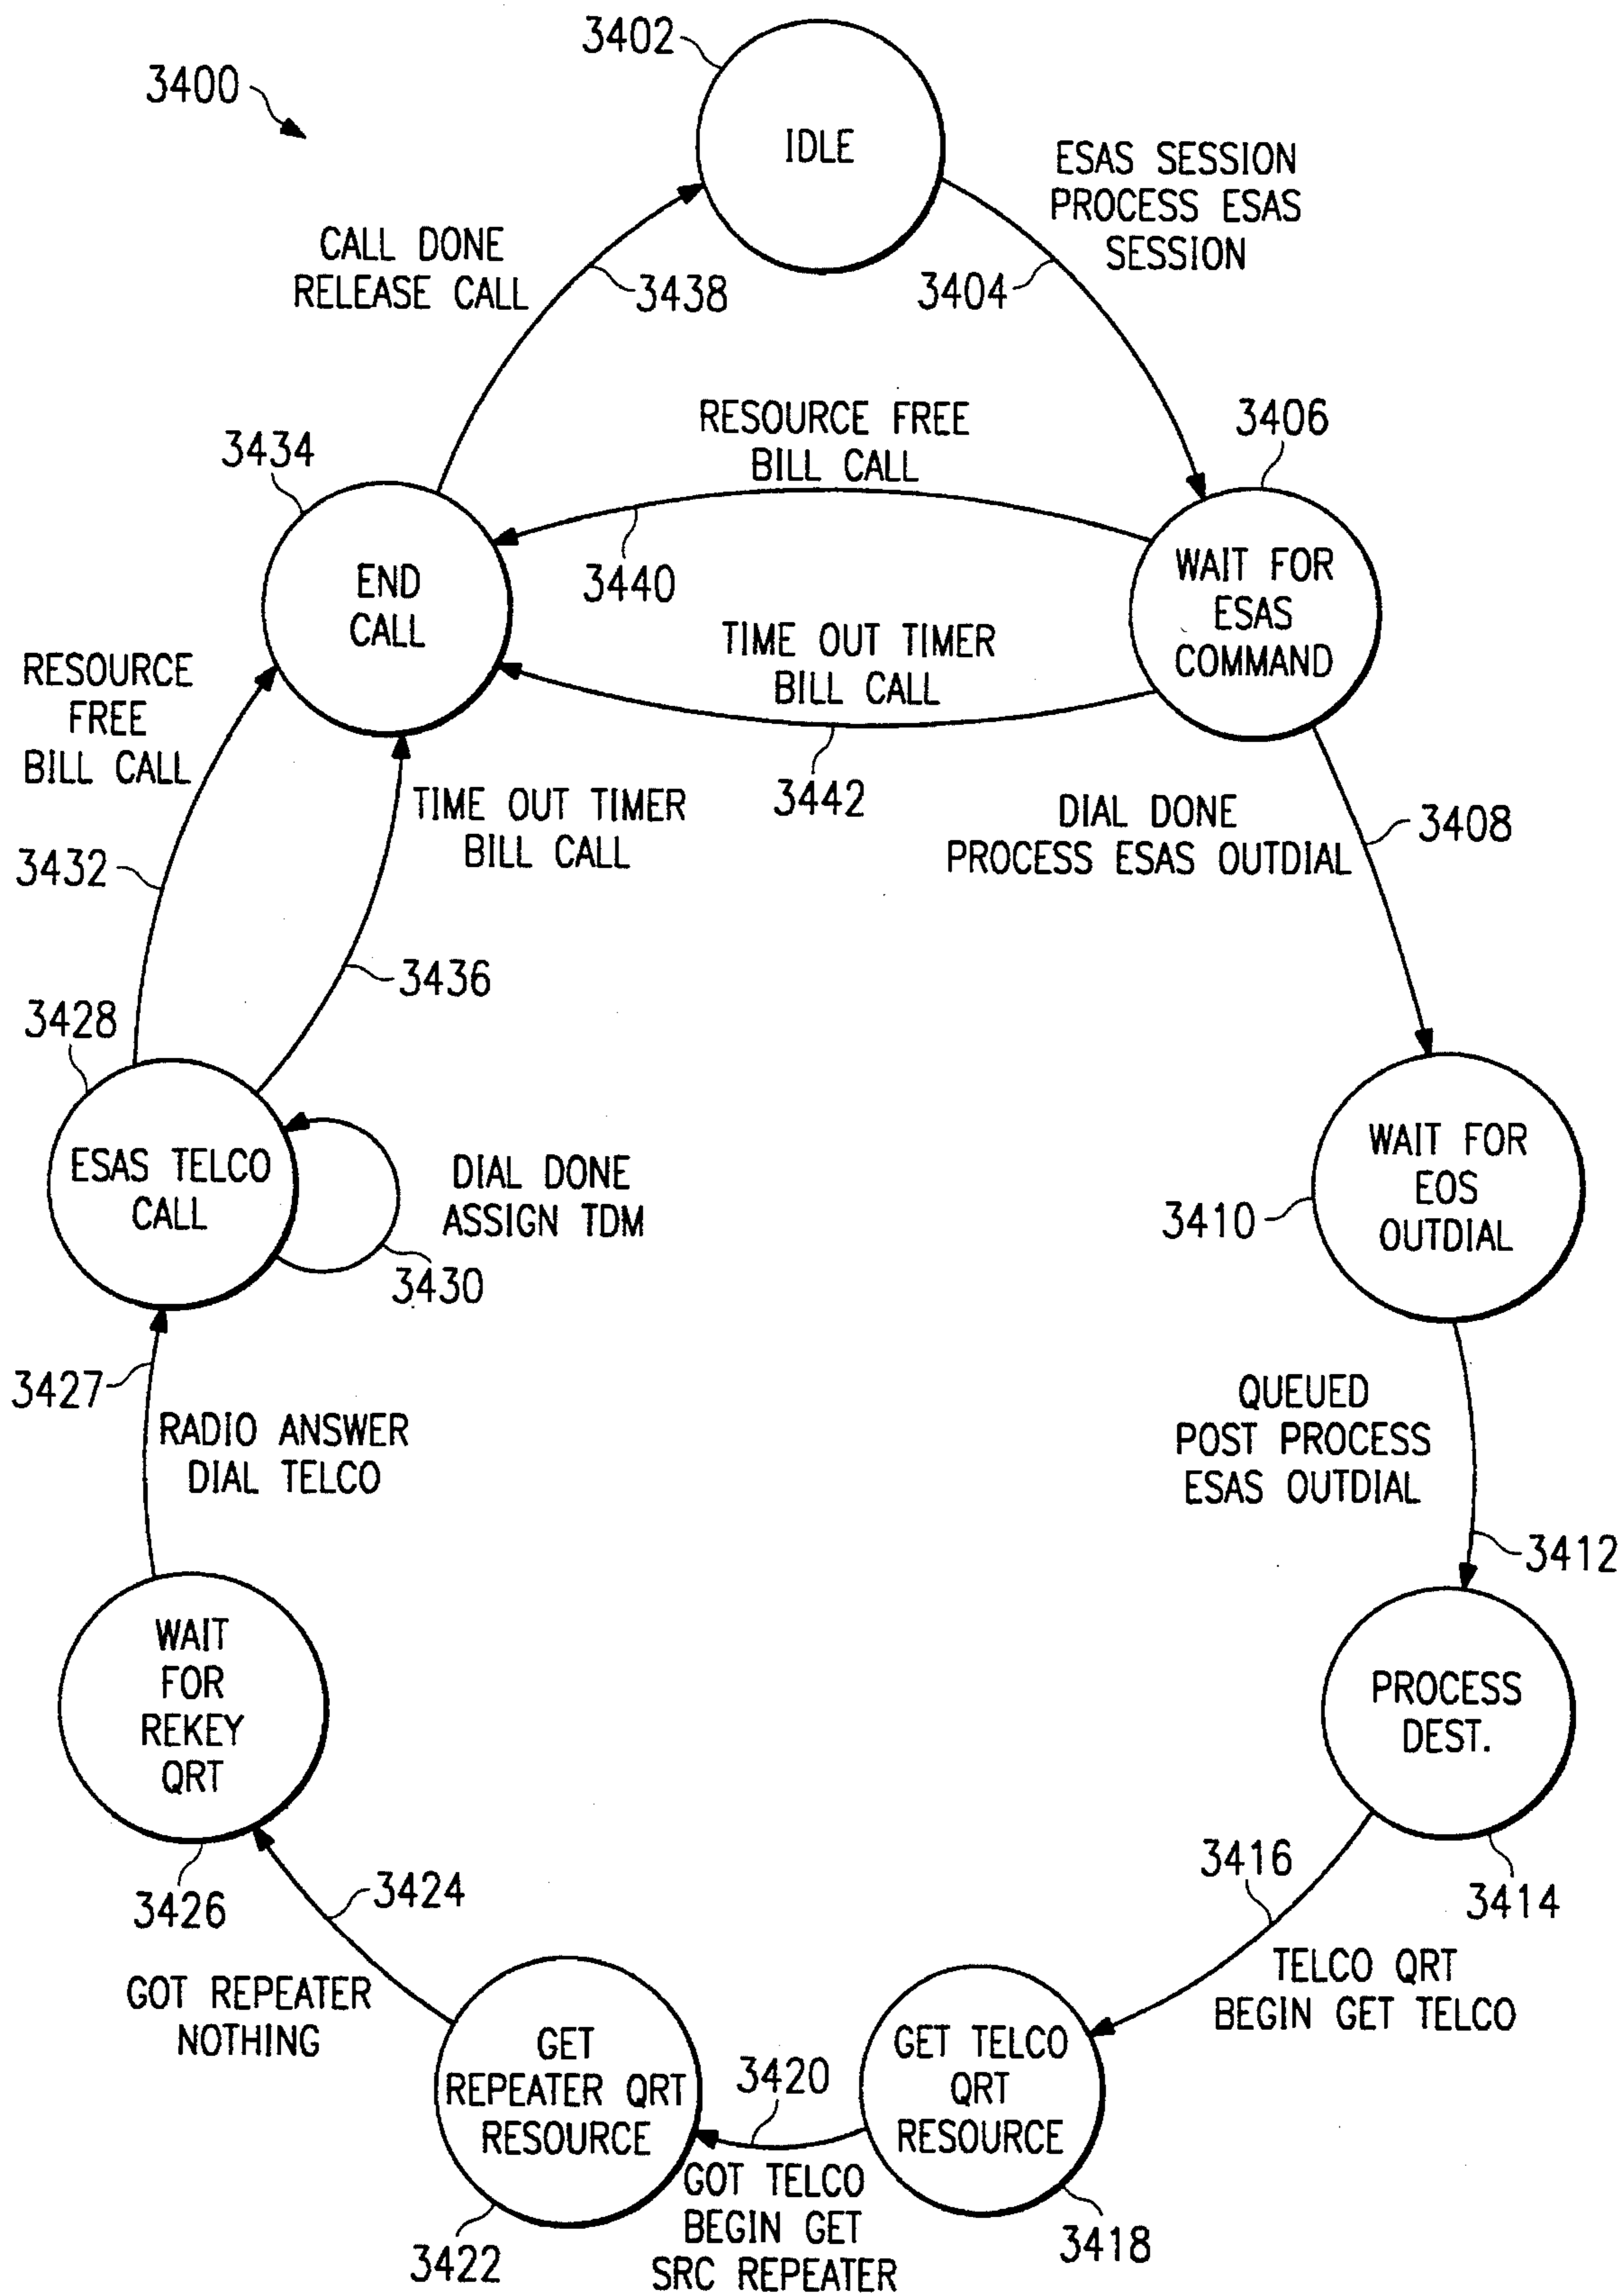 3402
3400
IDLE
ESAS SESSION
PROCESS ESAS
SESSION
3404
CALL DONE
RELEASE CALL
3438
RESOURCE FREE
BILL CALL
3440
3406
3434
END
CALL
WAIT FOR
ESAS
COMMAND
TIME OUT TIMER
BILL CALL
3442
RESOURCE
FREE
BILL CALL
3432
TIME OUT TIMER
BILL CALL
3436
DIAL DONE
PROCESS ESAS OUTDIAL
3408
3428
ESAS TELCO
CALL
DIAL DONE
ASSIGN TDM
3430
WAIT FOR
EOS
OUTDIAL
3410
3427
RADIO ANSWER
DIAL TELCO
QUEUED
POST PROCESS
ESAS OUTDIAL
3412
WAIT
FOR
REKEY
QRT
3426
PROCESS
DEST.
3414
3416
TELCO QRT
BEGIN GET TELCO
3424
GOT REPEATER
NOTHING
GET
REPEATER QRT
RESOURCE
3422
3420
GOT TELCO
BEGIN GET
SRC REPEATER
GET TELCO
QRT
RESOURCE
3418